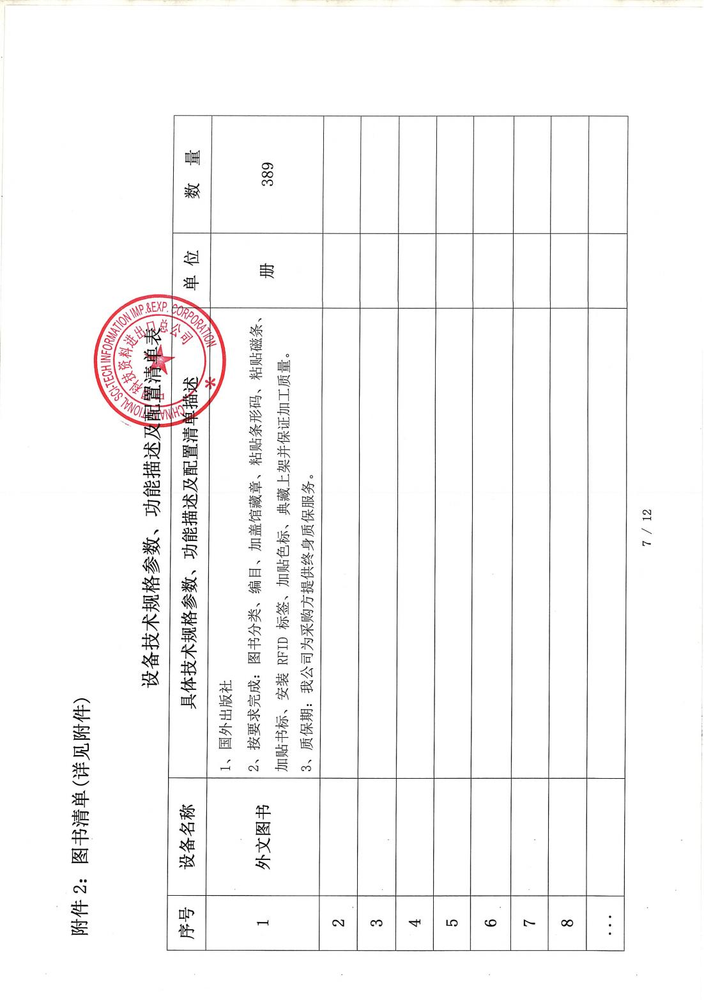 附件 2：图书清单(详见附件)
设备技术规格参数、功能描述及配置清单表
序号 设备名称 具体技术规格参数、功能描述及配置清单描述 单位 数量
1 外文图书 1、国外出版社 册 389
2、按要求完成：图书分类、编目、加盖馆藏章、粘贴条形码、粘贴磁条、
加贴书标、安装 RFID 标签、加贴色标、典藏上架并保证加工质量。
3、质保期：我公司为采购方提供终身质保服务。
2
3
4
5
6
7
8
...
CHINA NATIONAL SCI-TECH INFORMATION IMP.&EXP. CORPORATION
中国科技资料进出口总公司
7 / 12